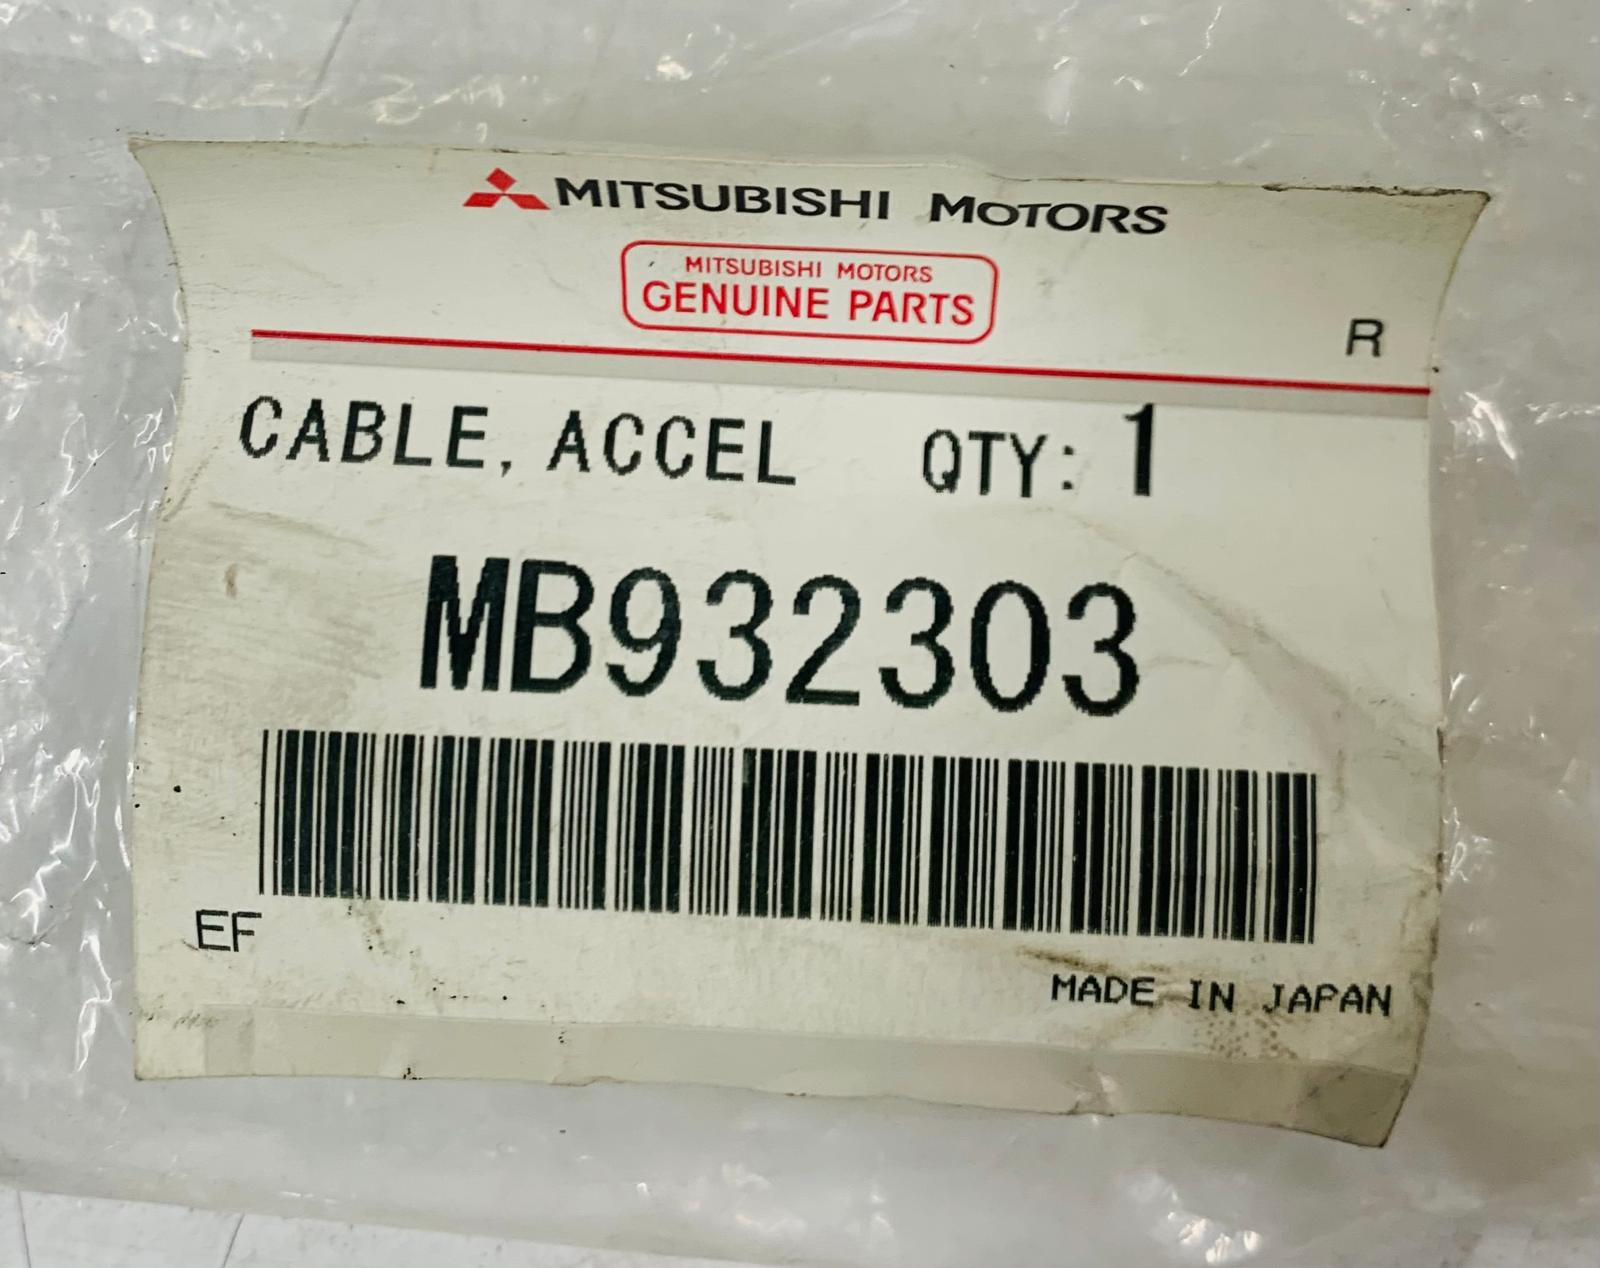 MITSUBISHI MOTORS
MITSUBISHI MOTORS
GENUINE PARTS
R
CABLE, ACCEL QTY: 1
MB932303
EF
MADE IN JAPAN